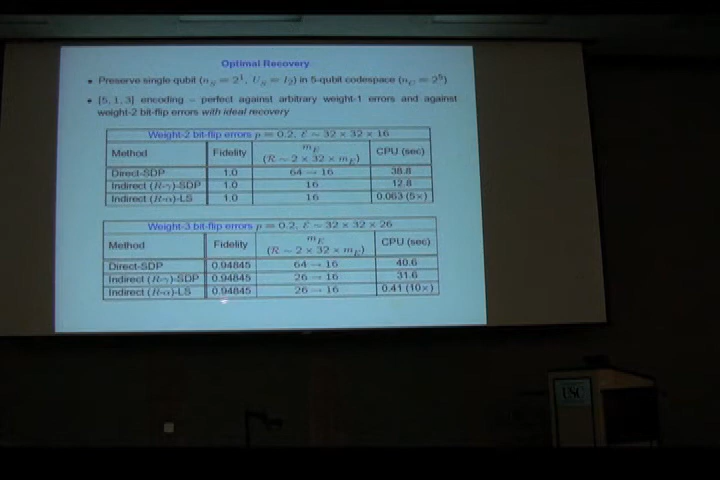 Optimal Recovery
• Preserve single qubit (n_S = 2^1, U_S = I_2) in 5-qubit codespace (n_C = 2^5)
• [5, 1, 3] encoding – perfect against arbitrary weight-1 errors and against
weight-2 bit-flip errors with ideal recovery
Weight-2 bit-flip errors p = 0.2, ℰ ∼ 32 × 32 × 16
Method Fidelity m_E (ℛ ∼ 2 × 32 × m_E) CPU (sec)
Direct-SDP 1.0 64 → 16 38.8
Indirect (R-γ)-SDP 1.0 16 12.8
Indirect (R-α)-LS 1.0 16 0.063 (5×)
Weight-3 bit-flip errors p = 0.2, ℰ ∼ 32 × 32 × 26
Method Fidelity m_E (ℛ ∼ 2 × 32 × m_E) CPU (sec)
Direct-SDP 0.94845 64 → 16 40.6
Indirect (R-γ)-SDP 0.94845 26 → 16 31.6
Indirect (R-α)-LS 0.94845 26 → 16 0.41 (10×)
USC